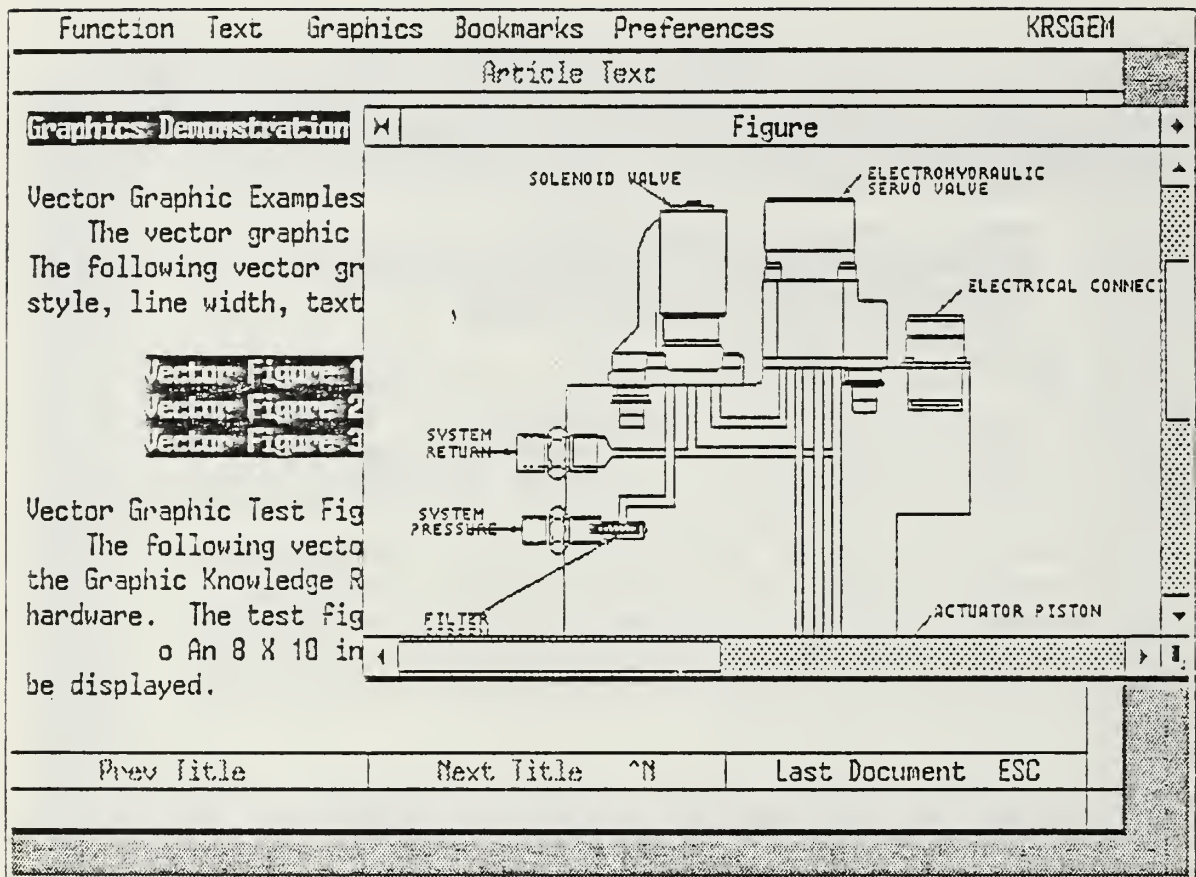 Function Text Graphics Bookmarks Preferences KRSGEM
Article Text
Graphics Demonstration
Vector Graphic Examples
The vector graphic
The following vector gr
style, line width, text
Vector Figure 1
Vector Figure 2
Vector Figure 3
Vector Graphic Test Fig
The following vecto
the Graphic Knowledge R
hardware. The test fig
o An 8 X 10 in
be displayed.
Figure
SOLENOID VALVE
ELECTROHYDRAULIC
SERVO VALVE
ELECTRICAL CONNEC
SYSTEM
RETURN
SYSTEM
PRESSURE
FILTER
ACTUATOR PISTON
Prev Title
Next Title ^N
Last Document ESC